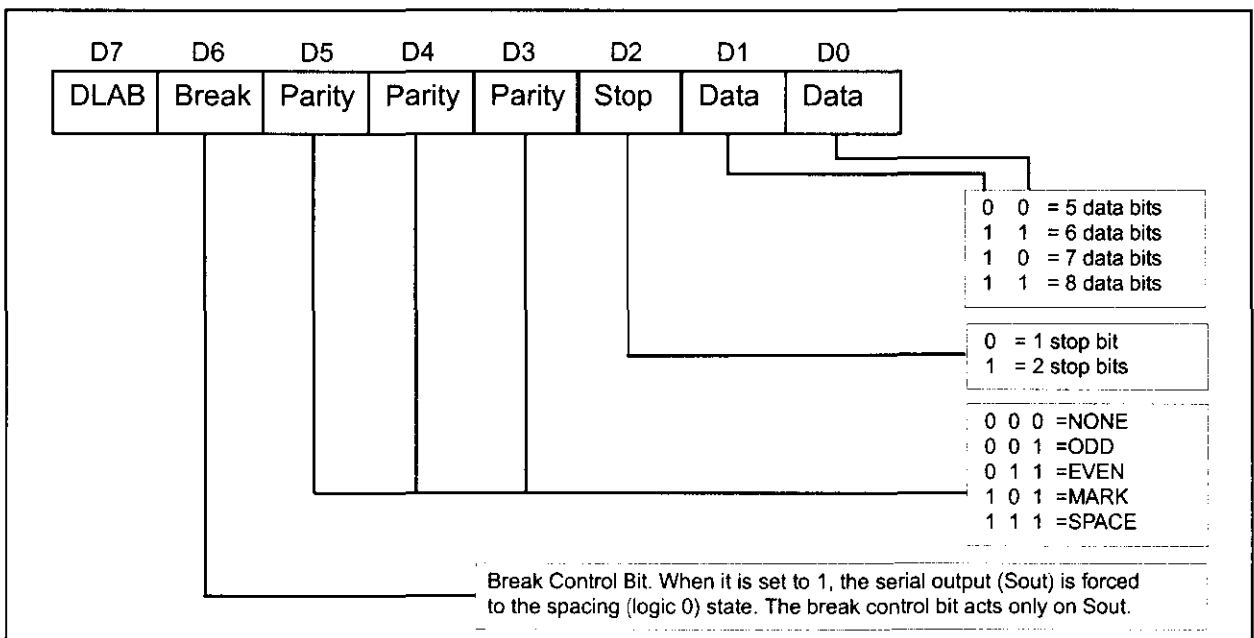 D7 D6 D5 D4 D3 D2 D1 D0
DLAB Break Parity Parity Parity Stop Data Data
0 0 = 5 data bits
1 1 = 6 data bits
1 0 = 7 data bits
1 1 = 8 data bits
0 = 1 stop bit
1 = 2 stop bits
0 0 0 =NONE
0 0 1 =ODD
0 1 1 =EVEN
1 0 1 =MARK
1 1 1 =SPACE
Break Control Bit. When it is set to 1, the serial output (Sout) is forced
to the spacing (logic 0) state. The break control bit acts only on Sout.